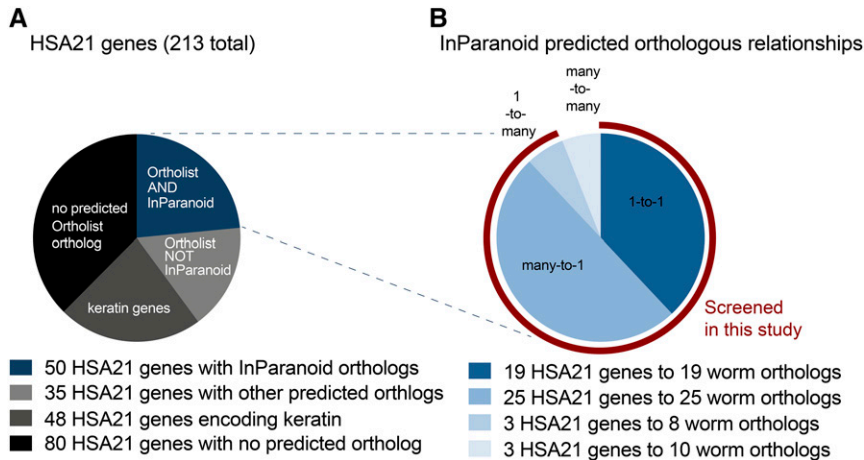 A
HSA21 genes (213 total)
Ortholist
AND
InParanoid
no predicted
Ortholist
ortholog
Ortholist
NOT
InParanoid
keratin genes
50 HSA21 genes with InParanoid orthologs
35 HSA21 genes with other predicted orthlogs
48 HSA21 genes encoding keratin
80 HSA21 genes with no predicted ortholog
B
InParanoid predicted orthologous relationships
many
-to-
many
1
-to-
many
1-to-1
many-to-1
Screened
in this study
19 HSA21 genes to 19 worm orthologs
25 HSA21 genes to 25 worm orthologs
3 HSA21 genes to 8 worm orthologs
3 HSA21 genes to 10 worm orthologs